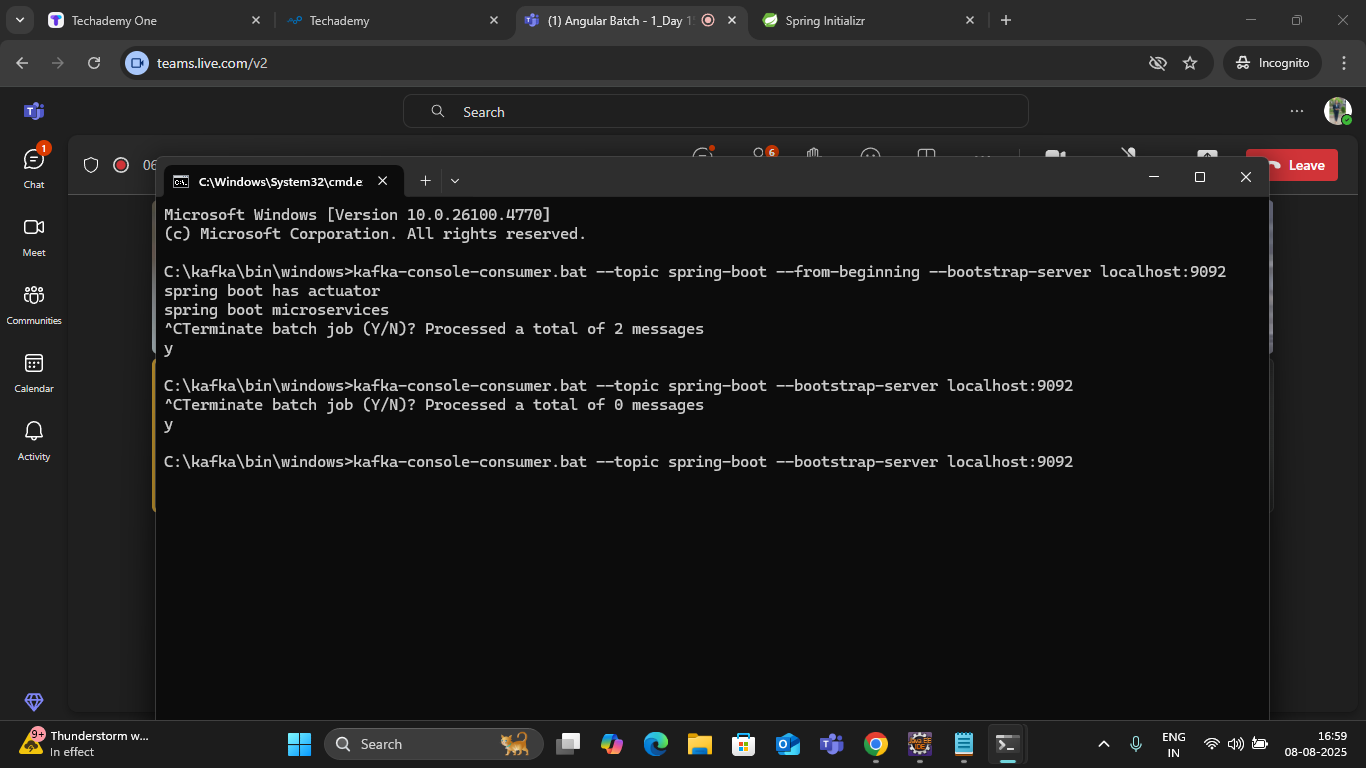 Techademy One
Techademy
(1) Angular Batch - 1_Day 1
Spring Initializr
teams.live.com/v2
Incognito
Search
1
Chat
Meet
Communities
Calendar
Activity
06
6
Leave
C:\Windows\System32\cmd.e
Microsoft Windows [Version 10.0.26100.4770]
(c) Microsoft Corporation. All rights reserved.
C:\kafka\bin\windows>kafka-console-consumer.bat --topic spring-boot --from-beginning --bootstrap-server localhost:9092
spring boot has actuator
spring boot microservices
^CTerminate batch job (Y/N)? Processed a total of 2 messages
y
C:\kafka\bin\windows>kafka-console-consumer.bat --topic spring-boot --bootstrap-server localhost:9092
^CTerminate batch job (Y/N)? Processed a total of 0 messages
y
C:\kafka\bin\windows>kafka-console-consumer.bat --topic spring-boot --bootstrap-server localhost:9092
9+
Thunderstorm w...
In effect
Search
ENG
IN
16:59
08-08-2025